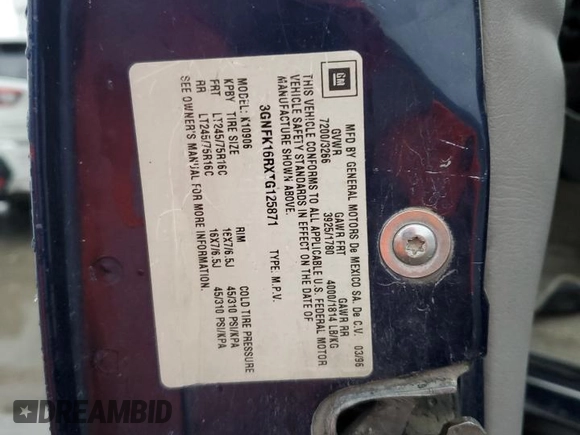 GM
MFD BY GENERAL MOTORS De MEXICO SA. De C.V. 03/96
GVWR GAWR FRT GAWR RR
7200/3266 3925/1780 4000/1814 LB/KG
THIS VEHICLE CONFORMS TO ALL APPLICABLE U.S. FEDERAL MOTOR
VEHICLE SAFETY STANDARDS IN EFFECT ON THE DATE OF
MANUFACTURE SHOWN ABOVE.
3GNFK16RXTG125871 TYPE: M.P.V.
MODEL: K10906
KPBY TIRE SIZE RIM COLD TIRE PRESSURE
FRT LT245/75R16C 16X7/6.5J 45/310 PSI/KPA
RR LT245/75R16C 16X7/6.5J 45/310 PSI/KPA
SEE OWNER'S MANUAL FOR MORE INFORMATION.
DREAMBID